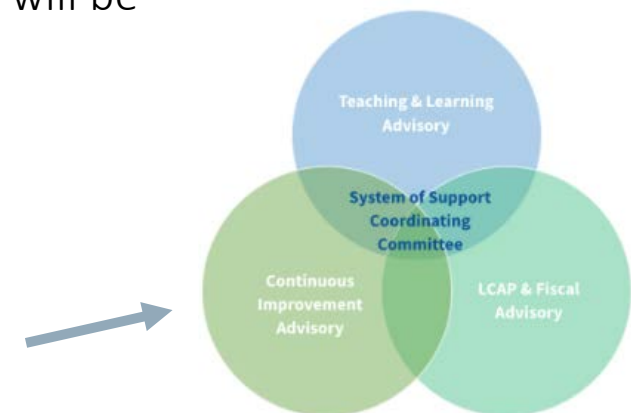 will be
Teaching & Learning
Advisory
System of Support
Coordinating
Committee
Continuous
Improvement
Advisory
LCAP & Fiscal
Advisory